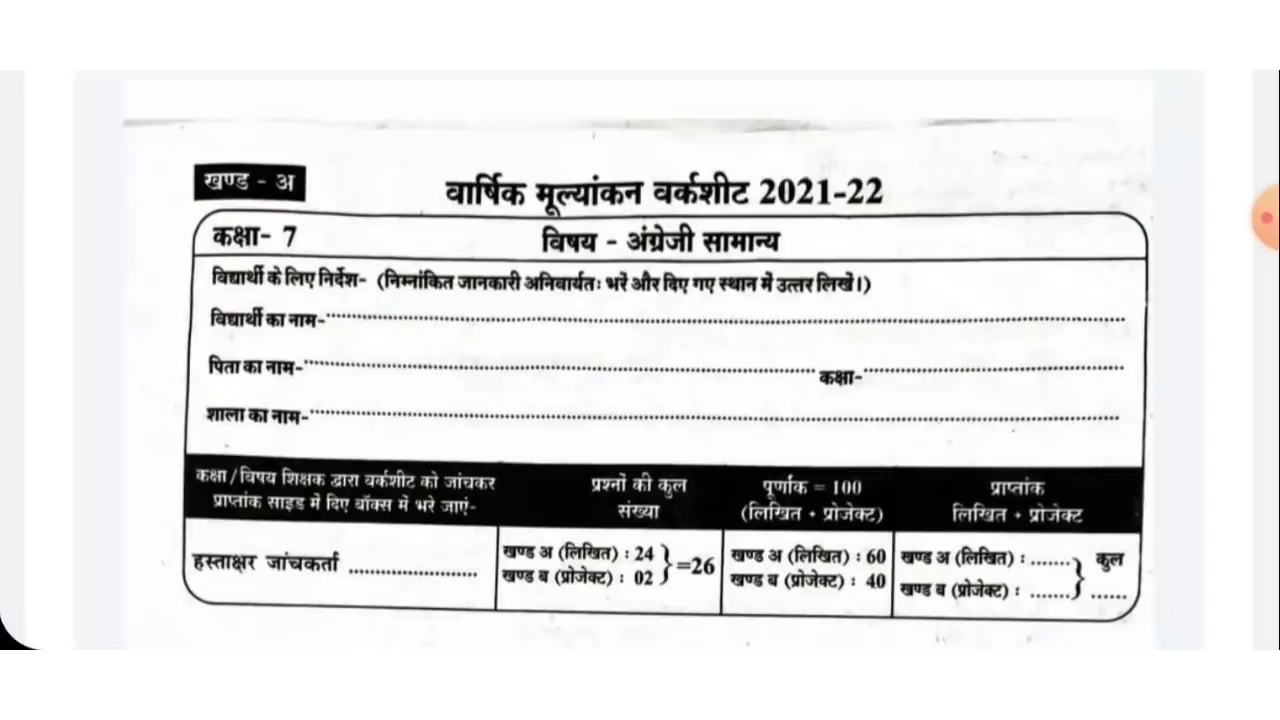 खण्ड - अ
वार्षिक मूल्यांकन वर्कशीट 2021-22
कक्षा- 7
विषय - अंग्रेजी सामान्य
विद्यार्थी के लिए निर्देश- (निम्नांकित जानकारी अनिवार्यतः भरें और दिए गए स्थान में उत्तर लिखें।)
विद्यार्थी का नाम-
पिता का नाम- कक्षा-
शाला का नाम-
कक्षा/विषय शिक्षक द्वारा वर्कशीट को जांचकर
प्राप्तांक साइड में दिए बॉक्स में भरे जाएं-
प्रश्नों की कुल
संख्या
पूर्णांक = 100
(लिखित + प्रोजेक्ट)
प्राप्तांक
लिखित + प्रोजेक्ट
हस्ताक्षर जांचकर्ता ........................
खण्ड अ (लिखित) : 24
खण्ड ब (प्रोजेक्ट) : 02
} =26
खण्ड अ (लिखित) : 60
खण्ड ब (प्रोजेक्ट) : 40
खण्ड अ (लिखित) : .......
खण्ड ब (प्रोजेक्ट) : .......
} कुल
......